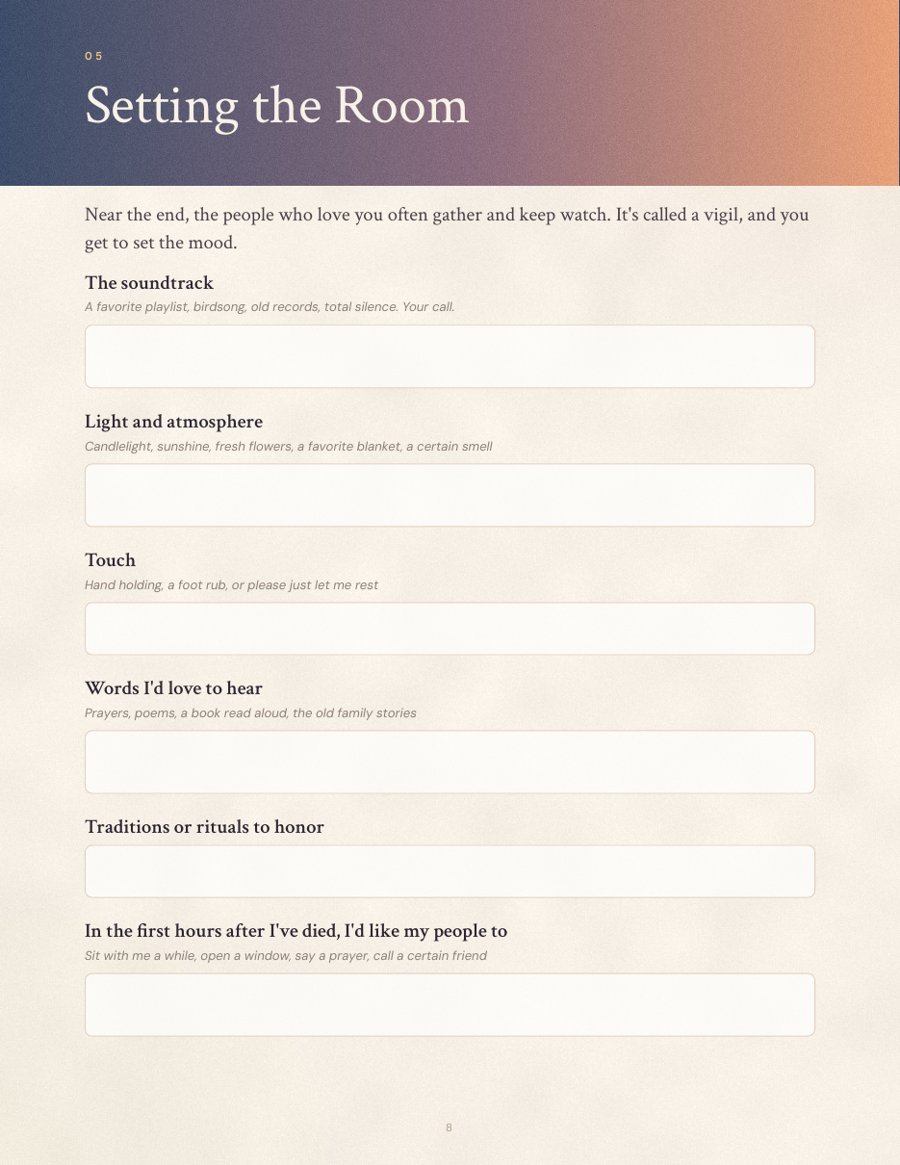 05
Setting the Room
Near the end, the people who love you often gather and keep watch. It's called a vigil, and you
get to set the mood.
The soundtrack
A favorite playlist, birdsong, old records, total silence. Your call.
Light and atmosphere
Candlelight, sunshine, fresh flowers, a favorite blanket, a certain smell
Touch
Hand holding, a foot rub, or please just let me rest
Words I'd love to hear
Prayers, poems, a book read aloud, the old family stories
Traditions or rituals to honor
In the first hours after I've died, I'd like my people to
Sit with me a while, open a window, say a prayer, call a certain friend
8